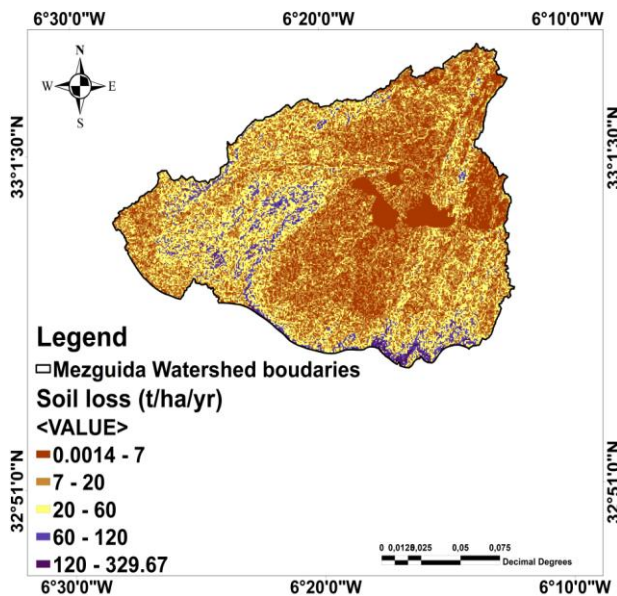 6°30'0"W 6°20'0"W 6°10'0"W
N
W E
S
33°1'30"N
33°1'30"N
Legend
Mezguida Watershed boudaries
Soil loss (t/ha/yr)
<VALUE>
0.0014 - 7
7 - 20
20 - 60
60 - 120
120 - 329.67
32°51'0"N
32°51'0"N
0 0,0125 0,025 0,05 0,075
Decimal Degrees
6°30'0"W 6°20'0"W 6°10'0"W